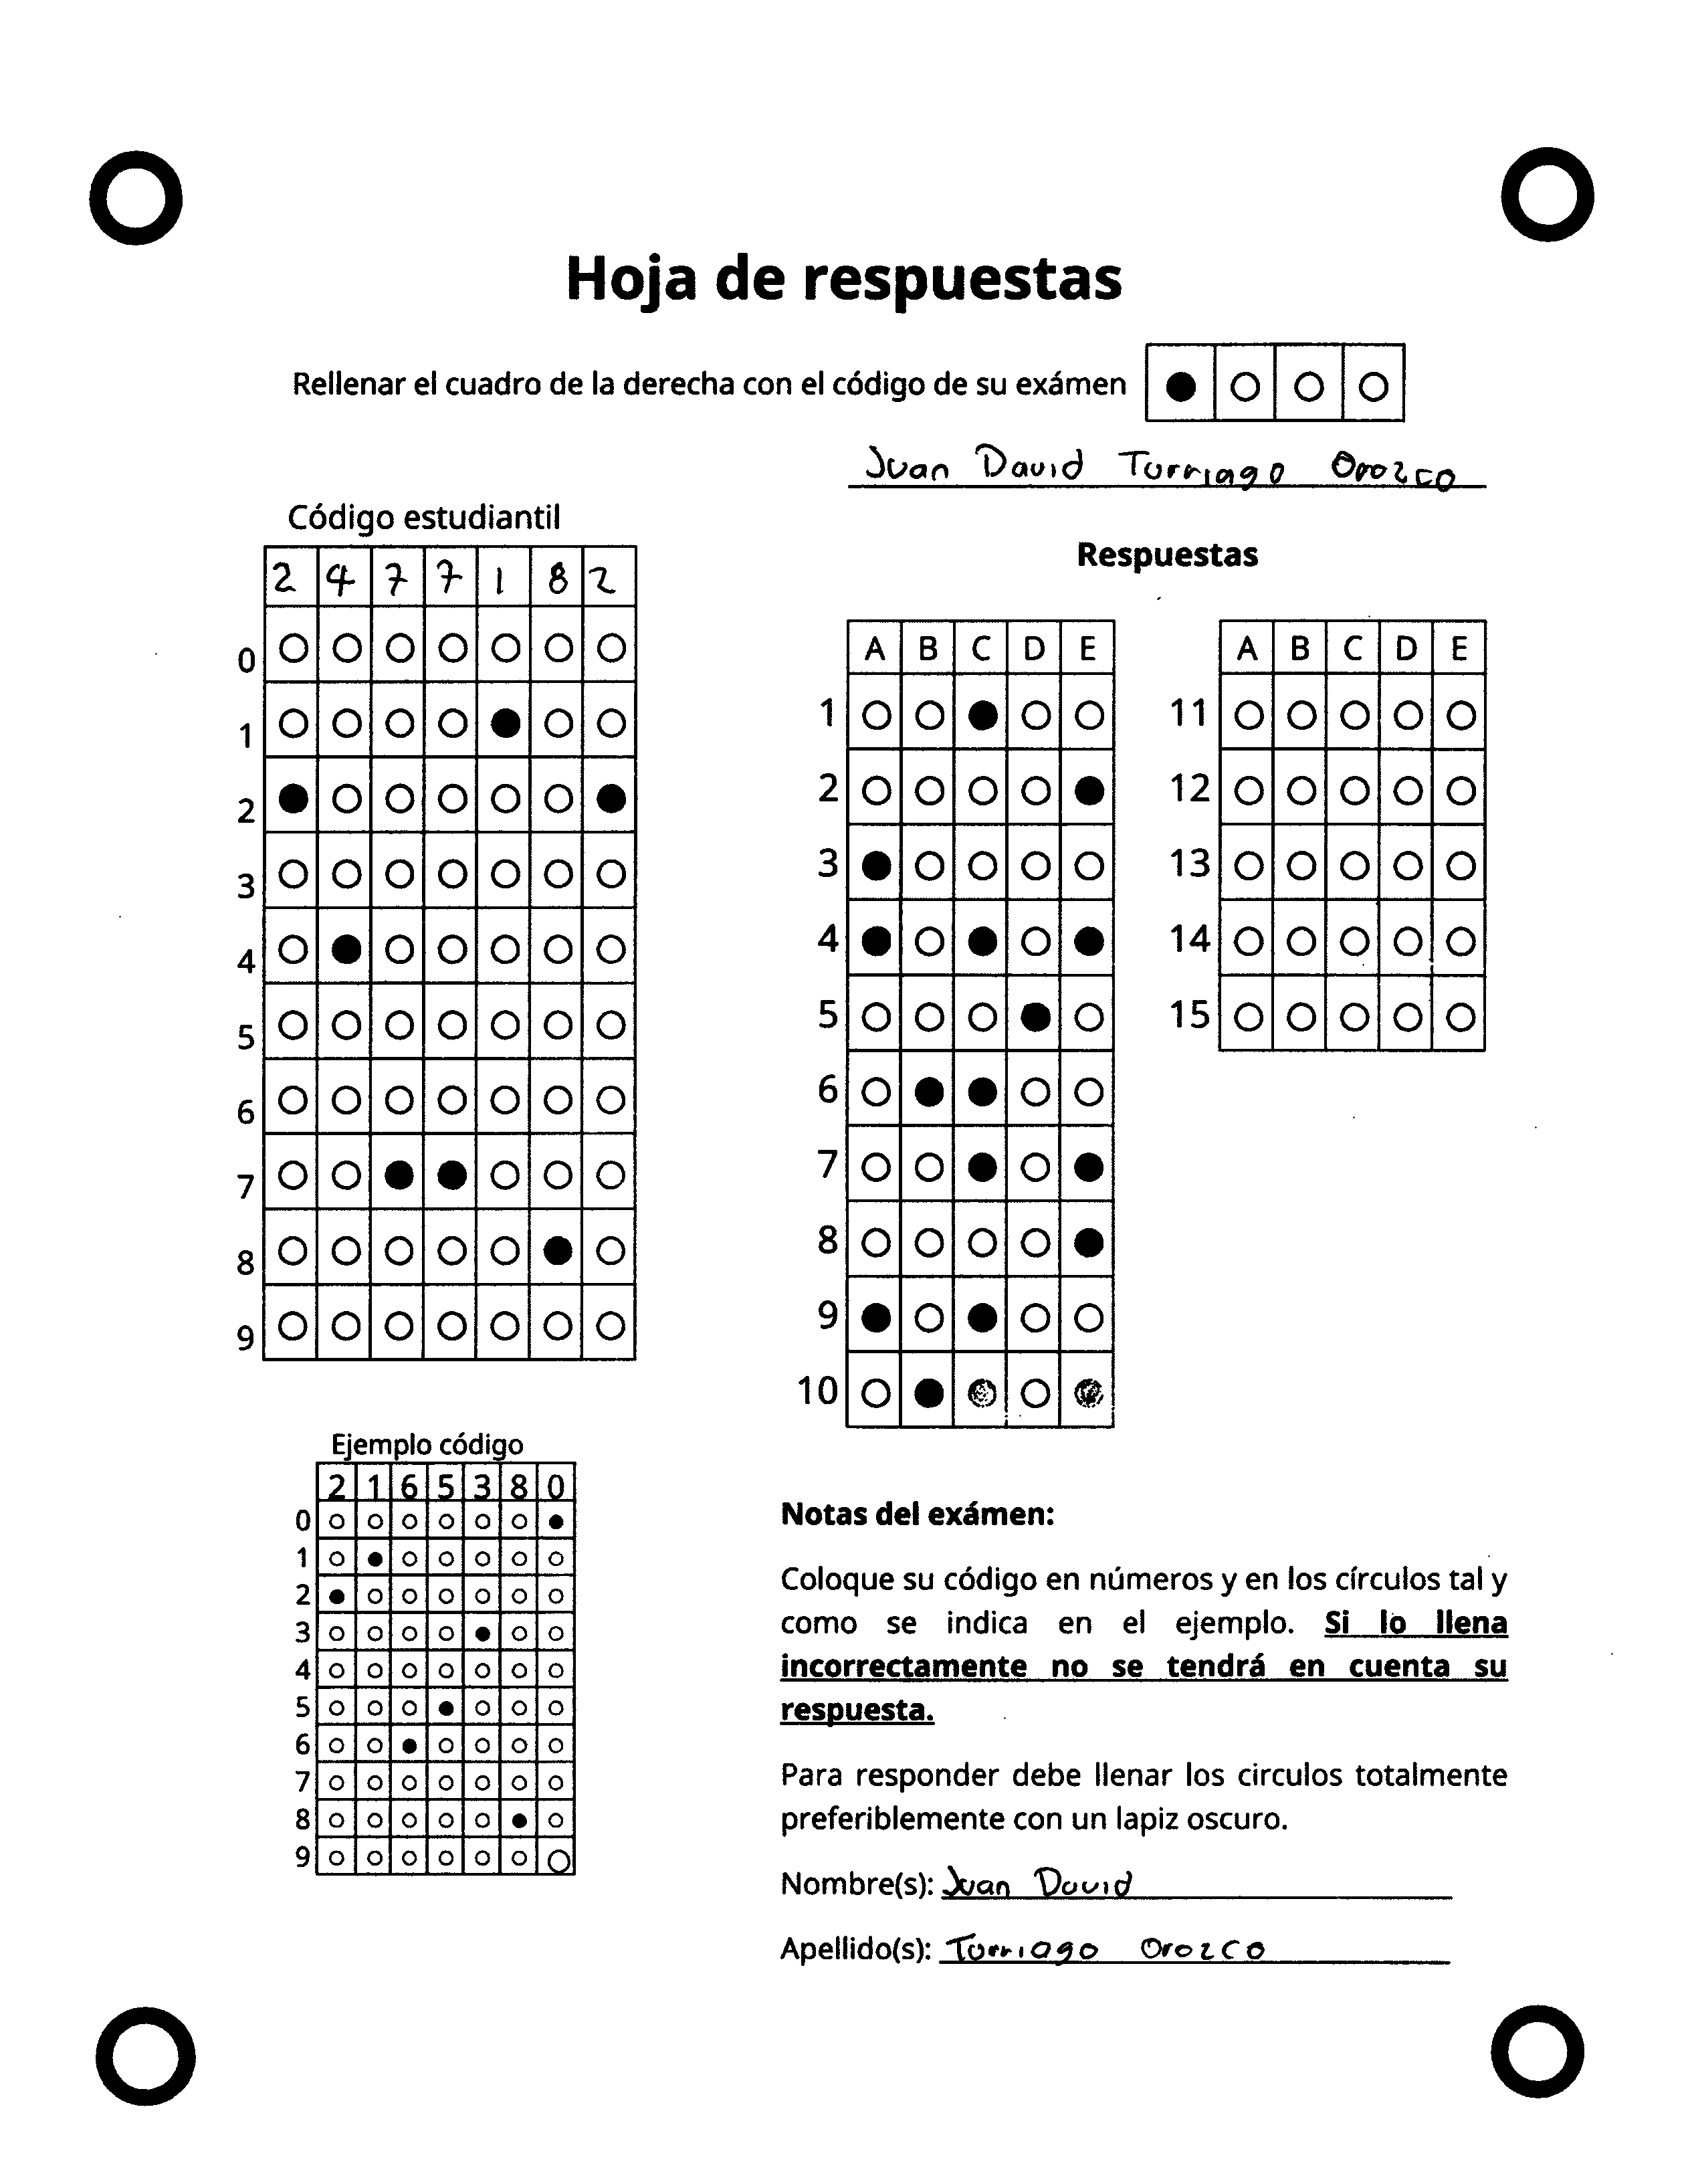 Hoja de respuestas
Rellenar el cuadro de la derecha con el código de su exámen
Juan David Turriago Orozco
Código estudiantil
2 4 7 7 1 8 2
0
1
2
3
4
5
6
7
8
9
Respuestas
A B C D E
1
2
3
4
5
6
7
8
9
10
A B C D E
11
12
13
14
15
Ejemplo código
2 1 6 5 3 8 0
0
1
2
3
4
5
6
7
8
9
Notas del exámen:
Coloque su código en números y en los círculos tal y
como se indica en el ejemplo. Si lo llena
incorrectamente no se tendrá en cuenta su
respuesta.
Para responder debe llenar los circulos totalmente
preferiblemente con un lapiz oscuro.
Nombre(s): Juan David
Apellido(s): Turriago Orozco